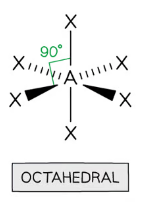 X
90°
X A X
X X
X
OCTAHEDRAL